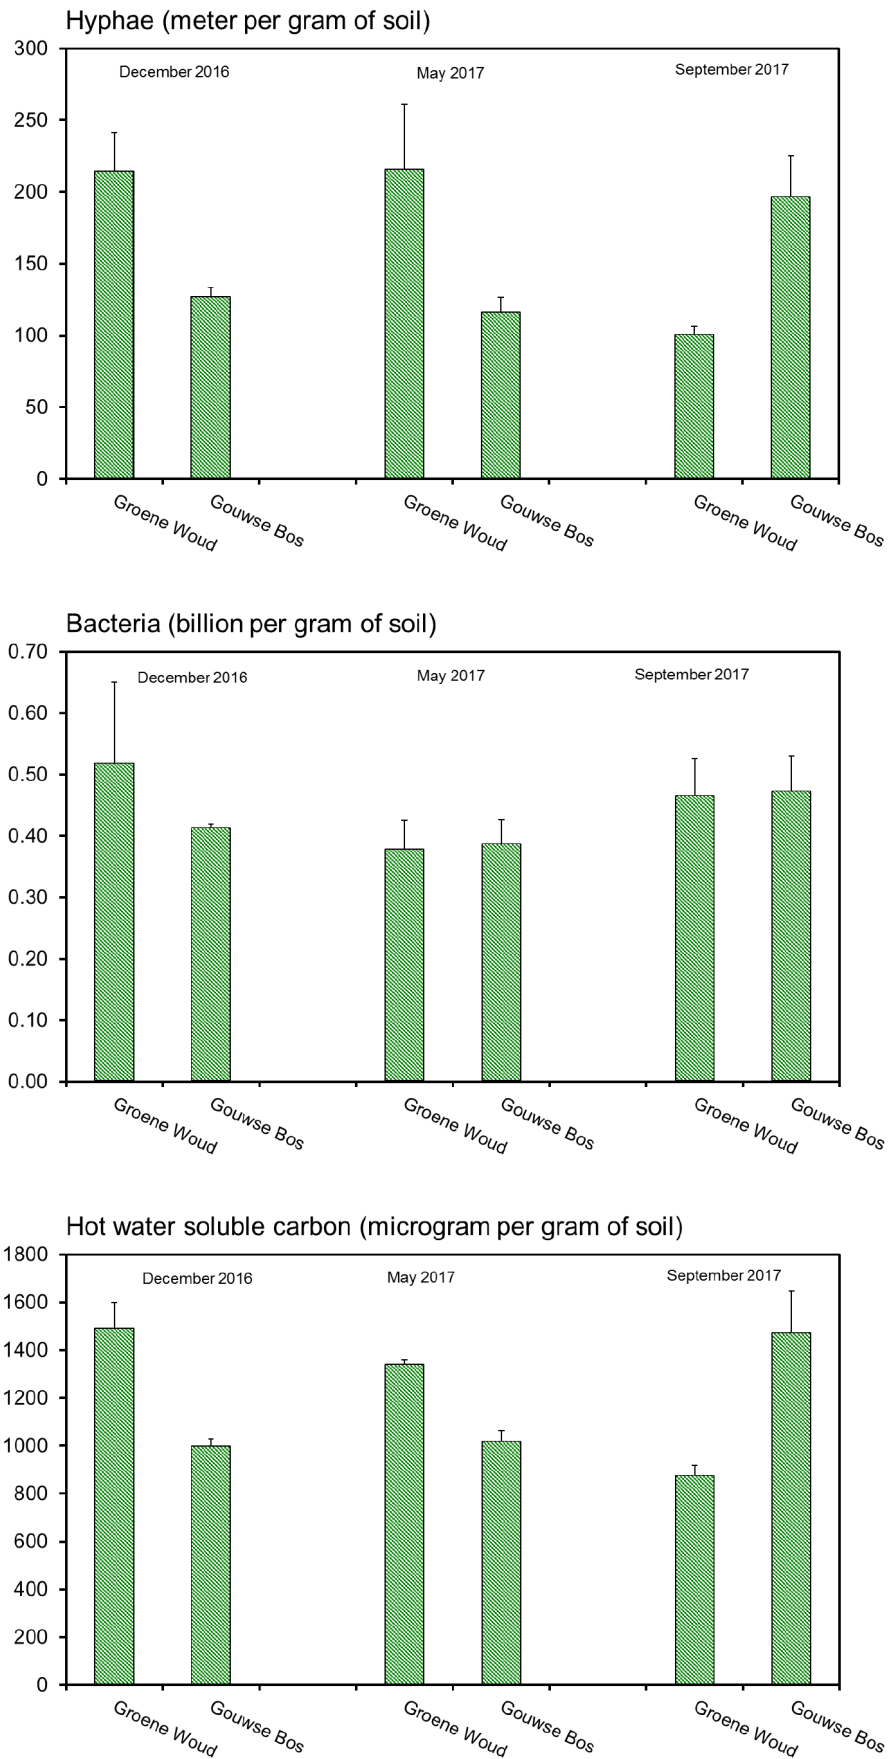 Hyphae (meter per gram of soil)
300
December 2016 May 2017 September 2017
250
200
150
100
50
0
Groene Woud Gouwse Bos Groene Woud Gouwse Bos Groene Woud Gouwse Bos
Bacteria (billion per gram of soil)
0.70
December 2016 May 2017 September 2017
0.60
0.50
0.40
0.30
0.20
0.10
0.00
Groene Woud Gouwse Bos Groene Woud Gouwse Bos Groene Woud Gouwse Bos
Hot water soluble carbon (microgram per gram of soil)
1800
December 2016 May 2017 September 2017
1600
1400
1200
1000
800
600
400
200
0
Groene Woud Gouwse Bos Groene Woud Gouwse Bos Groene Woud Gouwse Bos